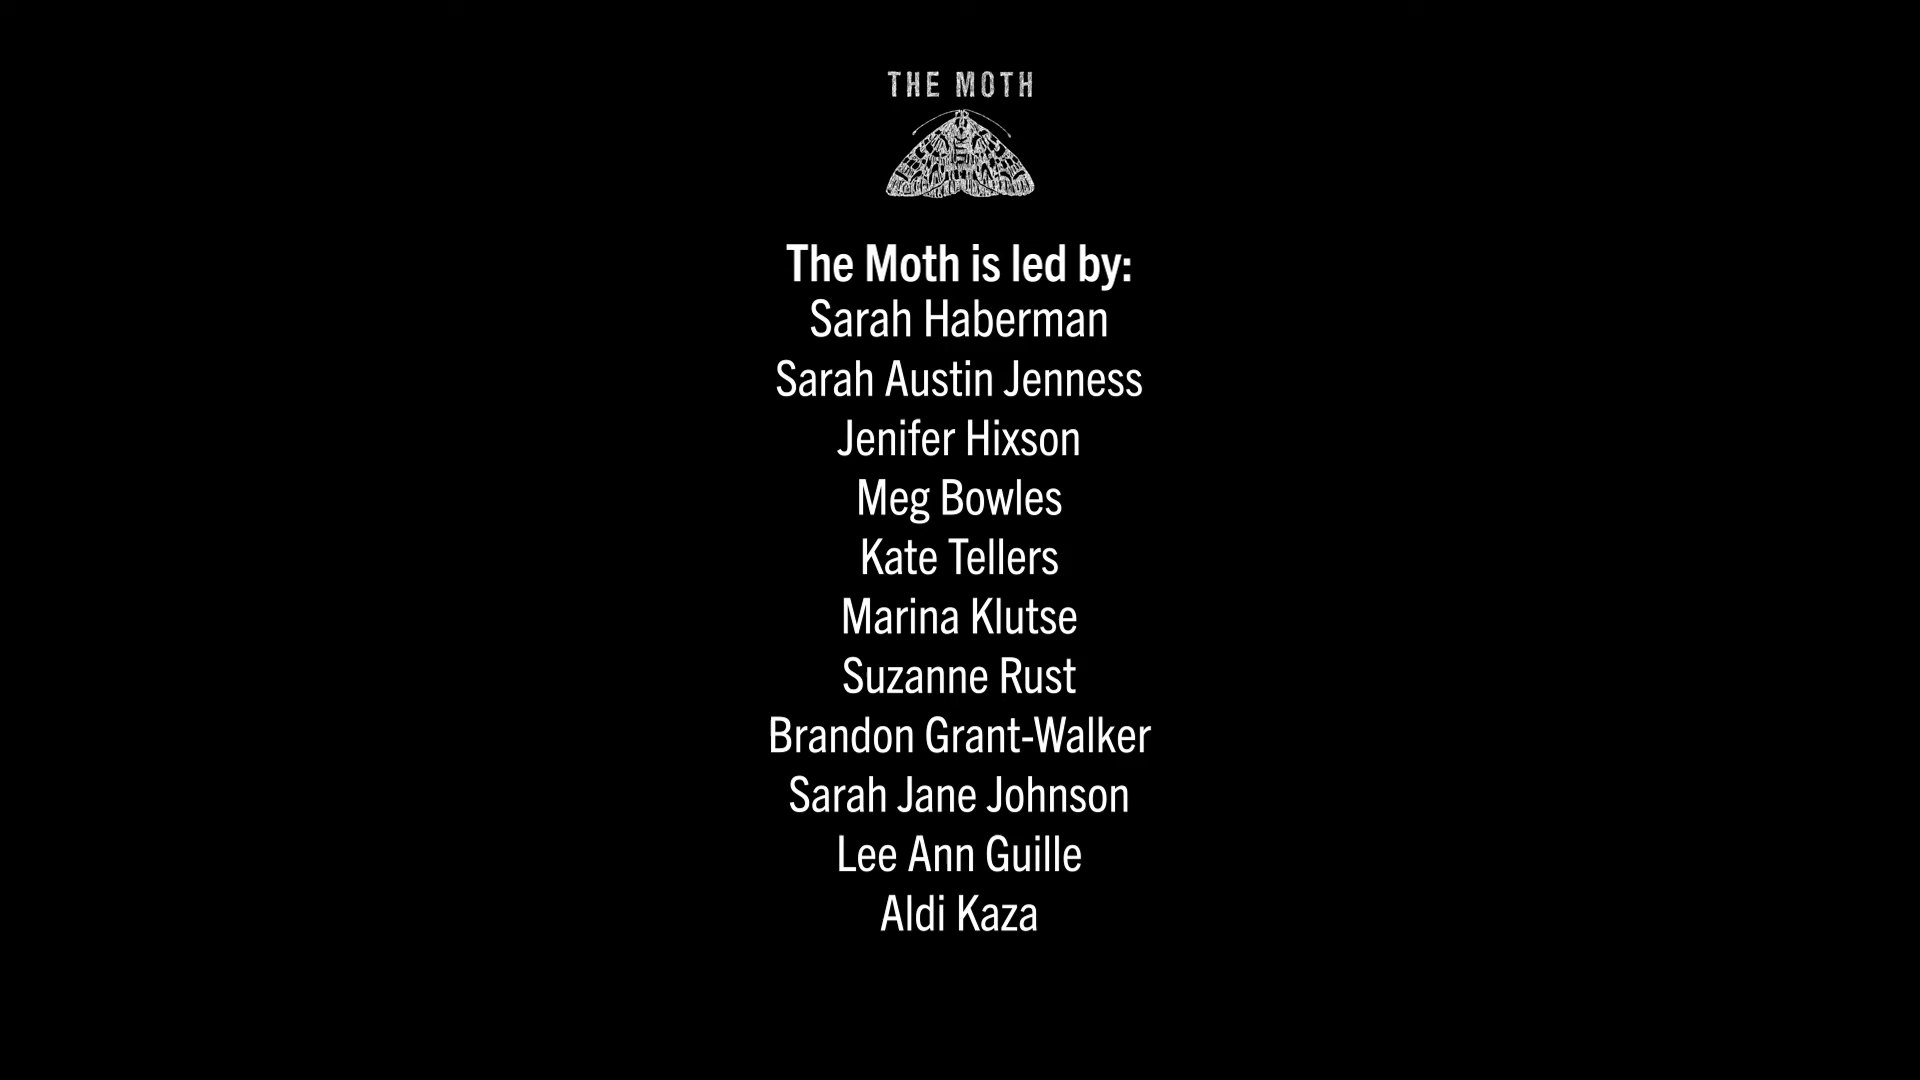 THE MOTH
The Moth is led by:
Sarah Haberman
Sarah Austin Jenness
Jenifer Hixson
Meg Bowles
Kate Tellers
Marina Klutse
Suzanne Rust
Brandon Grant-Walker
Sarah Jane Johnson
Lee Ann Guille
Aldi Kaza